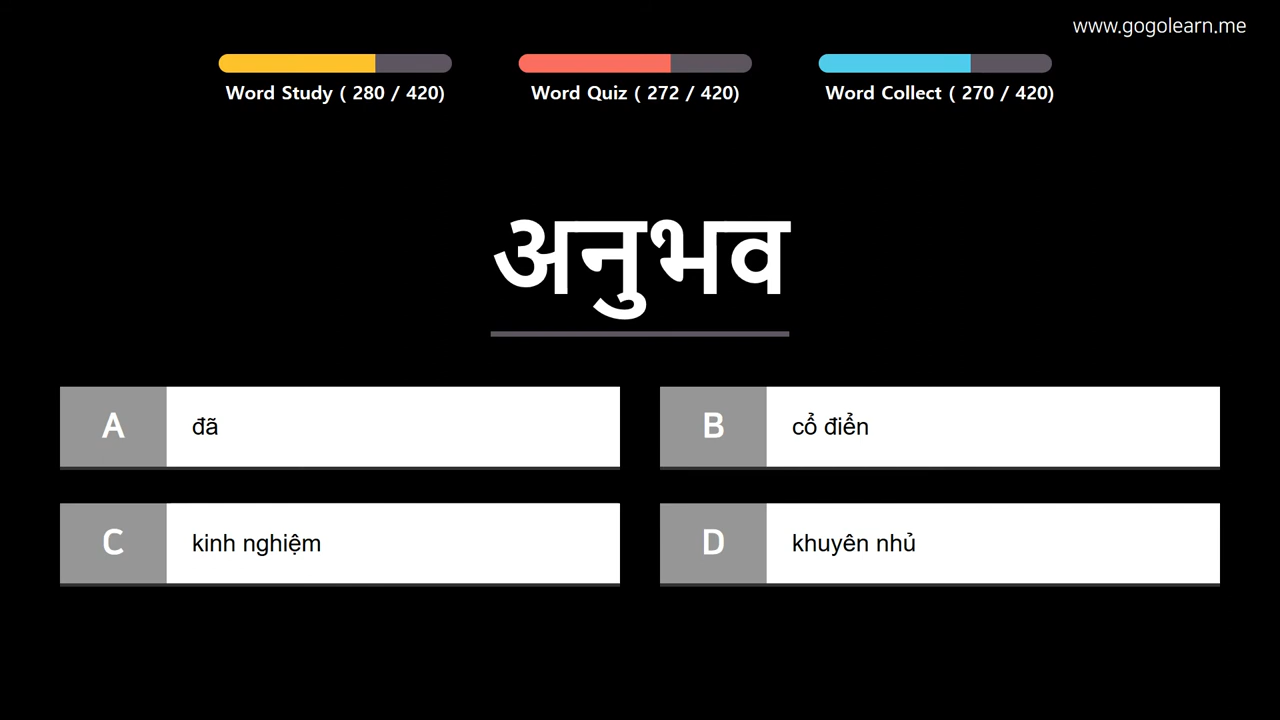 www.gogolearn.me
Word Study ( 280 / 420)
Word Quiz ( 272 / 420)
Word Collect ( 270 / 420)
अनुभव
A đã
B cổ điển
C kinh nghiệm
D khuyên nhủ